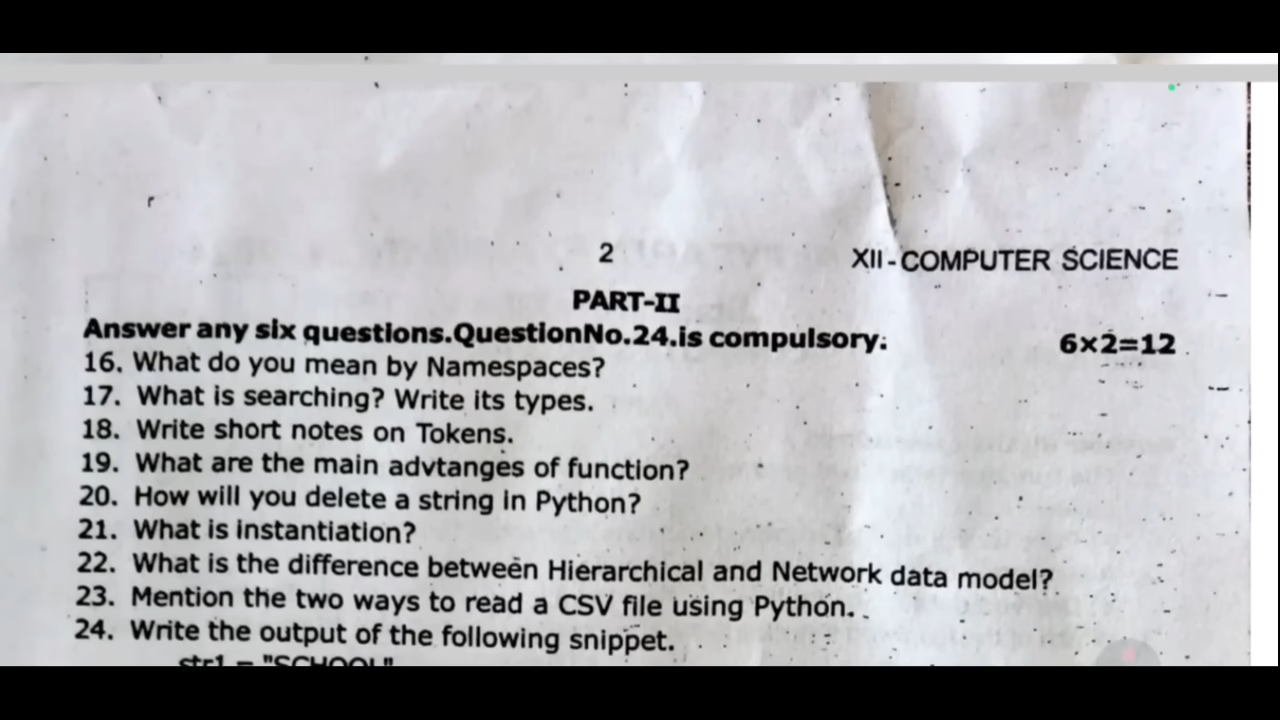 2
XII-COMPUTER SCIENCE
PART-II
Answer any six questions.QuestionNo.24.is compulsory. 6x2=12
16. What do you mean by Namespaces?
17. What is searching? Write its types.
18. Write short notes on Tokens.
19. What are the main advtanges of function?
20. How will you delete a string in Python?
21. What is instantiation?
22. What is the difference between Hierarchical and Network data model?
23. Mention the two ways to read a CSV file using Python.
24. Write the output of the following snippet.
str1 = "SCHOOL"